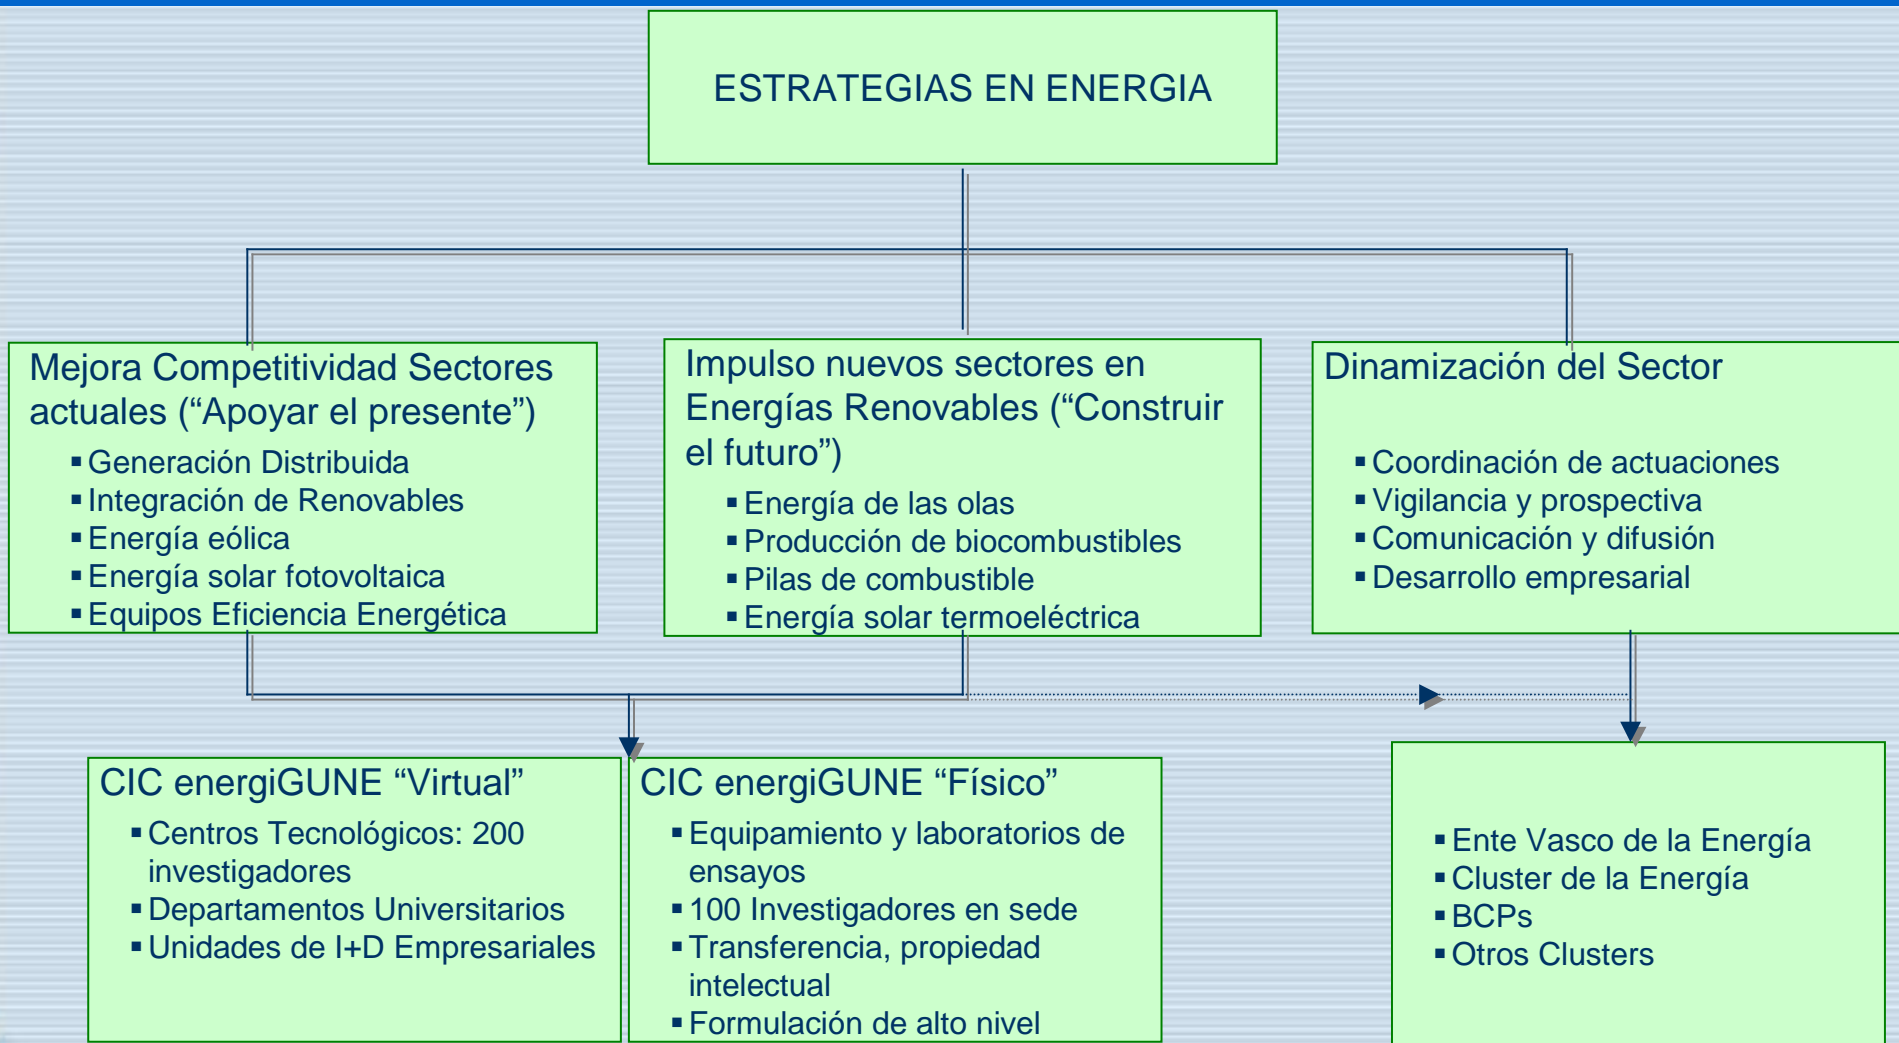 ESTRATEGIAS EN ENERGIA
Mejora Competitividad Sectores
actuales (“Apoyar el presente”)
▪Generación Distribuida
▪Integración de Renovables
▪Energía eólica
▪Energía solar fotovoltaica
▪Equipos Eficiencia Energética
Impulso nuevos sectores en
Energías Renovables (“Construir
el futuro”)
▪Energía de las olas
▪Producción de biocombustibles
▪Pilas de combustible
▪Energía solar termoeléctrica
Dinamización del Sector
▪Coordinación de actuaciones
▪Vigilancia y prospectiva
▪Comunicación y difusión
▪Desarrollo empresarial
CIC energiGUNE “Virtual”
▪Centros Tecnológicos: 200
investigadores
▪Departamentos Universitarios
▪Unidades de I+D Empresariales
CIC energiGUNE “Físico”
▪Equipamiento y laboratorios de
ensayos
▪100 Investigadores en sede
▪Transferencia, propiedad
intelectual
▪Formulación de alto nivel
▪Ente Vasco de la Energía
▪Cluster de la Energía
▪BCPs
▪Otros Clusters